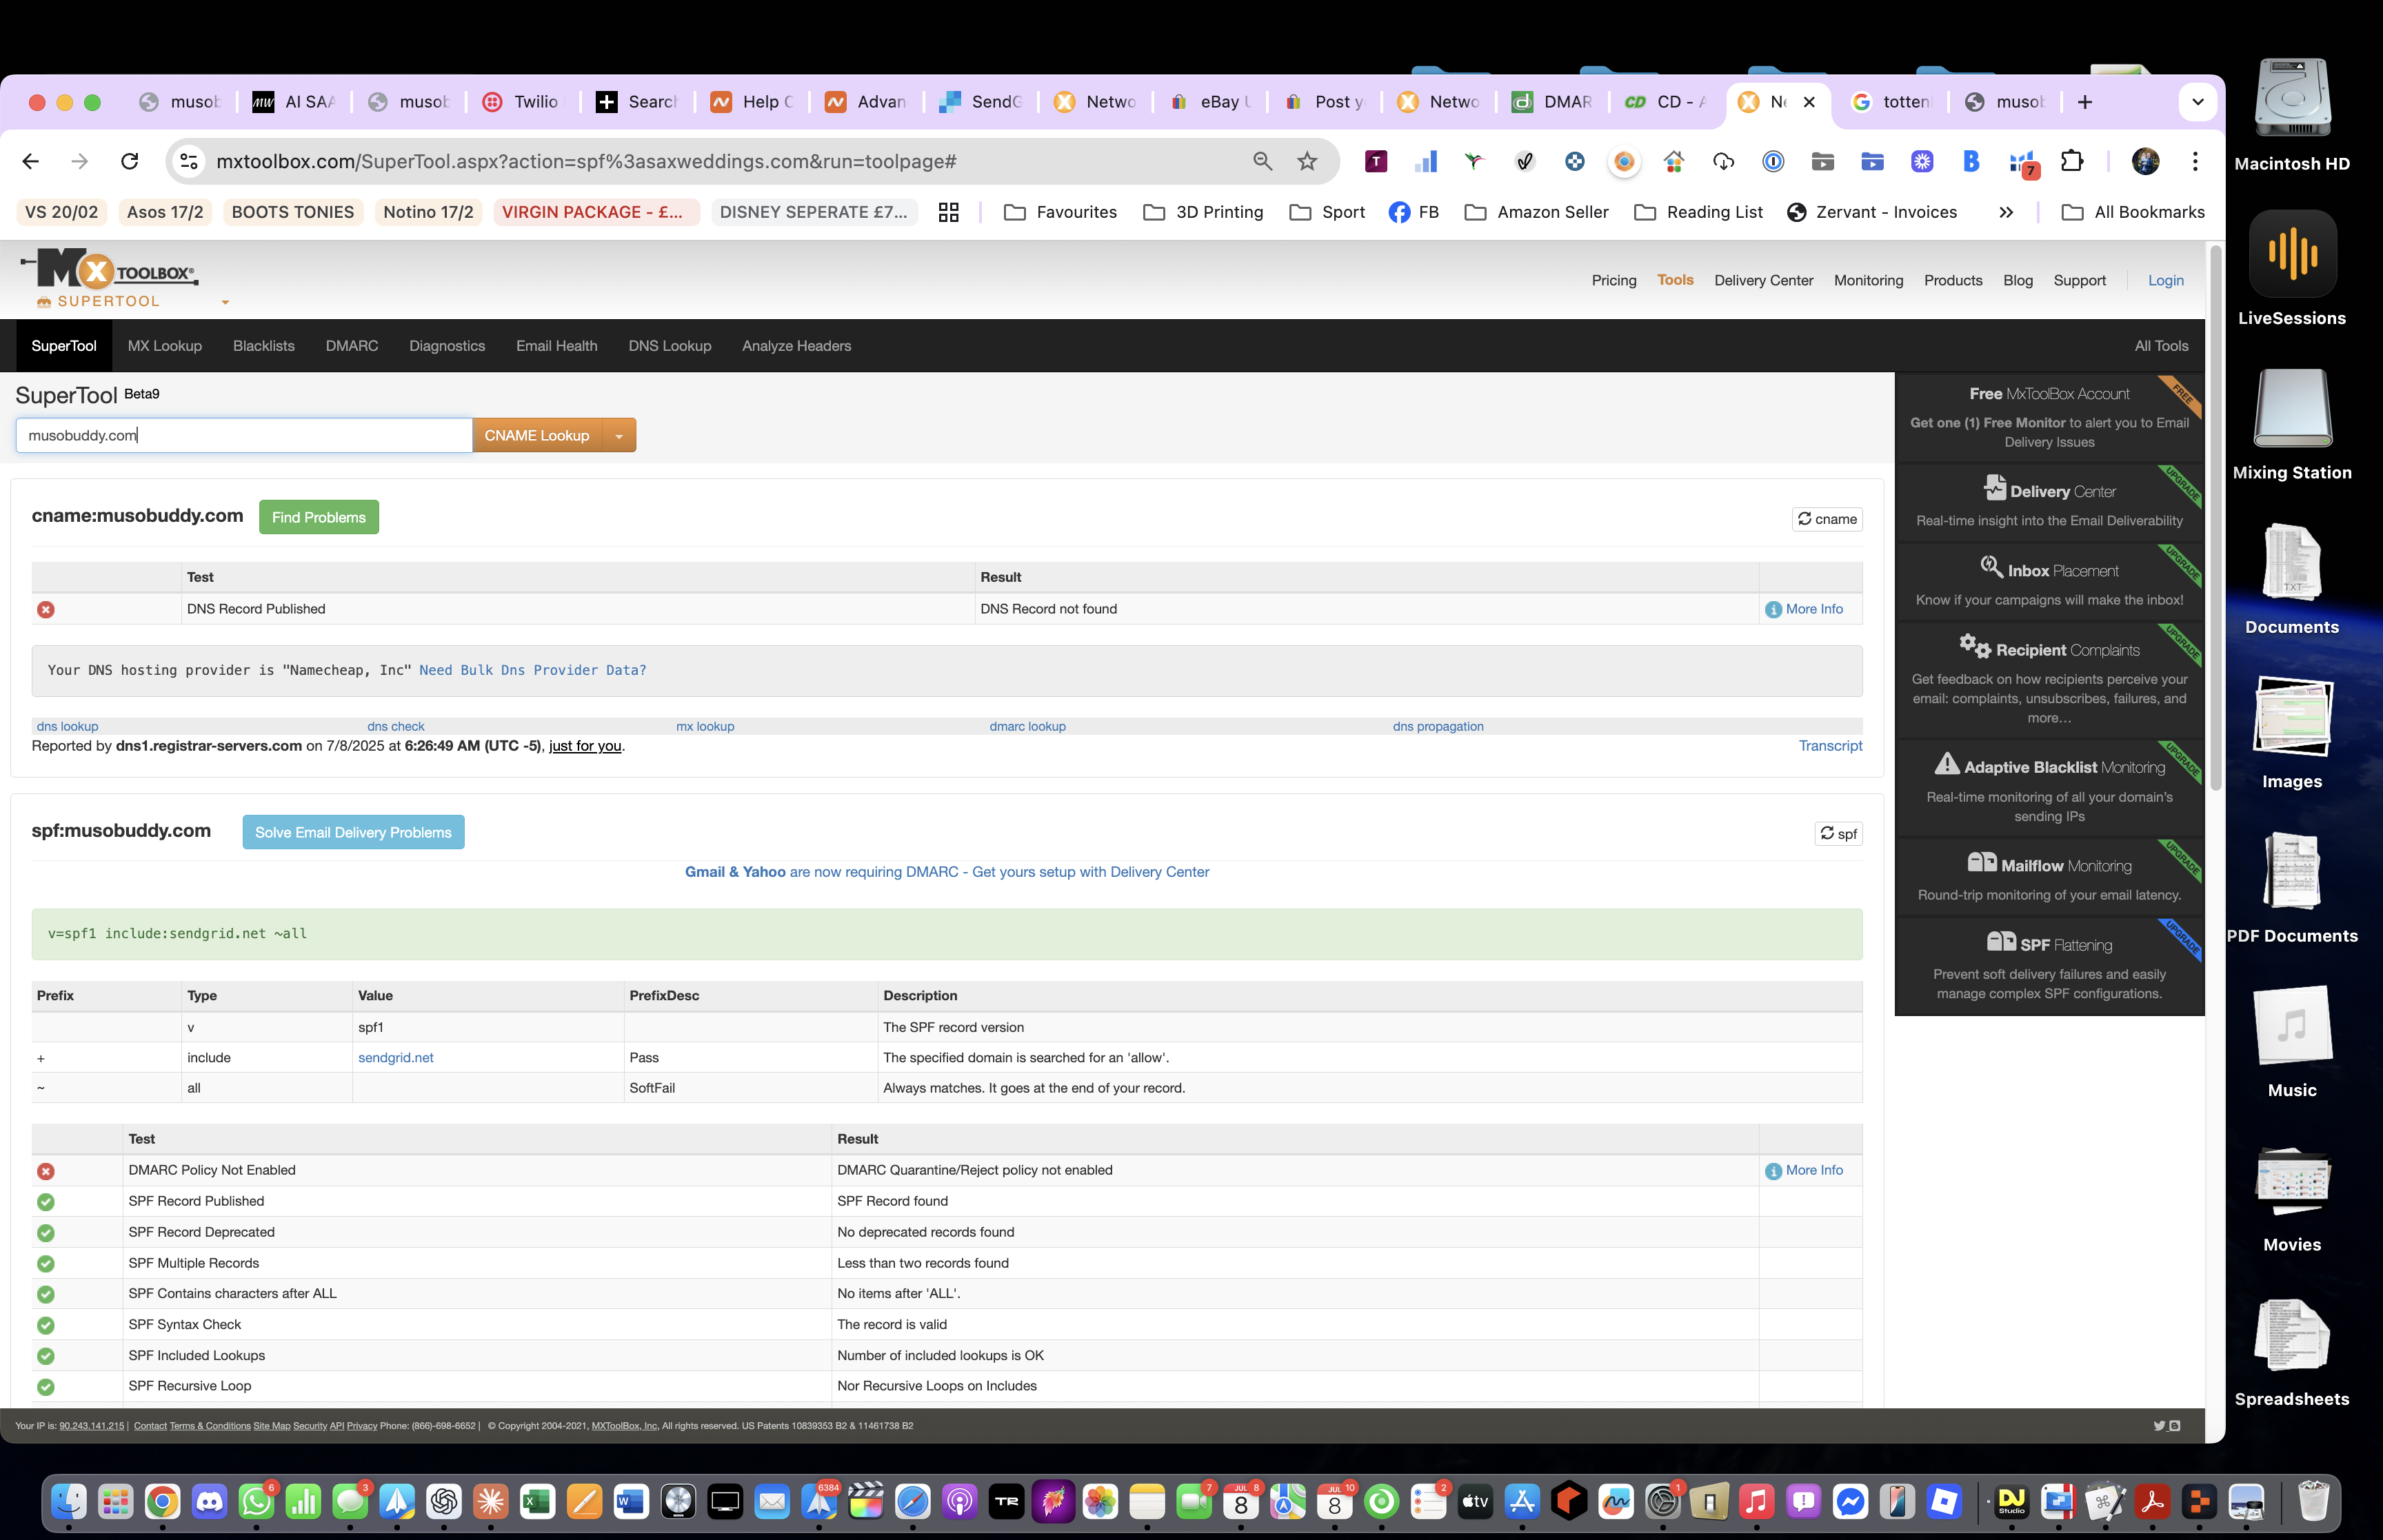 musob
AI SAA
musob
Twilio
Search
Help C
Advan
SendG
Netwo
eBay U
Post y
Netwo
DMAR
CD - A
Ne
totten
musob
mxtoolbox.com/SuperTool.aspx?action=spf%3asaxweddings.com&run=toolpage#
7
VS 20/02
Asos 17/2
BOOTS TONIES
Notino 17/2
VIRGIN PACKAGE - £...
DISNEY SEPERATE £7...
Favourites
3D Printing
Sport
FB
Amazon Seller
Reading List
Zervant - Invoices
All Bookmarks
MX TOOLBOX®
SUPERTOOL
Pricing
Tools
Delivery Center
Monitoring
Products
Blog
Support
Login
SuperTool
MX Lookup
Blacklists
DMARC
Diagnostics
Email Health
DNS Lookup
Analyze Headers
All Tools
SuperTool Beta9
musobuddy.com
CNAME Lookup
cname:musobuddy.com
Find Problems
cname
Test
Result
DNS Record Published
DNS Record not found
More Info
Your DNS hosting provider is "Namecheap, Inc" Need Bulk Dns Provider Data?
dns lookup
dns check
mx lookup
dmarc lookup
dns propagation
Reported by dns1.registrar-servers.com on 7/8/2025 at 6:26:49 AM (UTC -5), just for you.
Transcript
spf:musobuddy.com
Solve Email Delivery Problems
spf
Gmail & Yahoo are now requiring DMARC - Get yours setup with Delivery Center
v=spf1 include:sendgrid.net ~all
Prefix
Type
Value
PrefixDesc
Description
v
spf1
The SPF record version
+
include
sendgrid.net
Pass
The specified domain is searched for an 'allow'.
~
all
SoftFail
Always matches. It goes at the end of your record.
Test
Result
DMARC Policy Not Enabled
DMARC Quarantine/Reject policy not enabled
More Info
SPF Record Published
SPF Record found
SPF Record Deprecated
No deprecated records found
SPF Multiple Records
Less than two records found
SPF Contains characters after ALL
No items after 'ALL'.
SPF Syntax Check
The record is valid
SPF Included Lookups
Number of included lookups is OK
SPF Recursive Loop
Nor Recursive Loops on Includes
Free MxToolBox Account
FREE
Get one (1) Free Monitor to alert you to Email
Delivery Issues
Delivery Center
UPGRADE
Real-time insight into the Email Deliverability
Inbox Placement
UPGRADE
Know if your campaigns will make the inbox!
Recipient Complaints
UPGRADE
Get feedback on how recipients perceive your
email: complaints, unsubscribes, failures, and
more...
Adaptive Blacklist Monitoring
UPGRADE
Real-time monitoring of all your domain's
sending IPs
Mailflow Monitoring
UPGRADE
Round-trip monitoring of your email latency.
SPF Flattening
UPGRADE
Prevent soft delivery failures and easily
manage complex SPF configurations.
Your IP is: 90.243.141.215 | Contact Terms & Conditions Site Map Security API Privacy Phone: (866)-698-6652 | © Copyright 2004-2021, MXToolBox, Inc, All rights reserved. US Patents 10839353 B2 & 11461738 B2
Macintosh HD
LiveSessions
Mixing Station
TXT
Documents
Images
PDF Documents
Music
Movies
Spreadsheets
6
3
6384
TR
7
JUL 8
8
JUL 10
8
2
tv
1
DJ
Studio